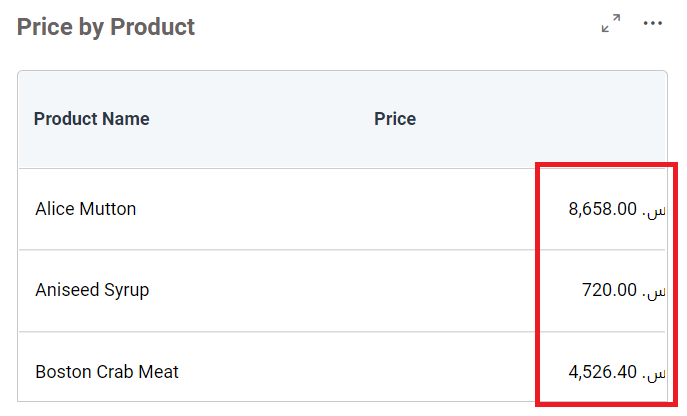 Price by Product
Product Name Price
Alice Mutton 8,658.00 س.
Aniseed Syrup 720.00 س.
Boston Crab Meat 4,526.40 س.